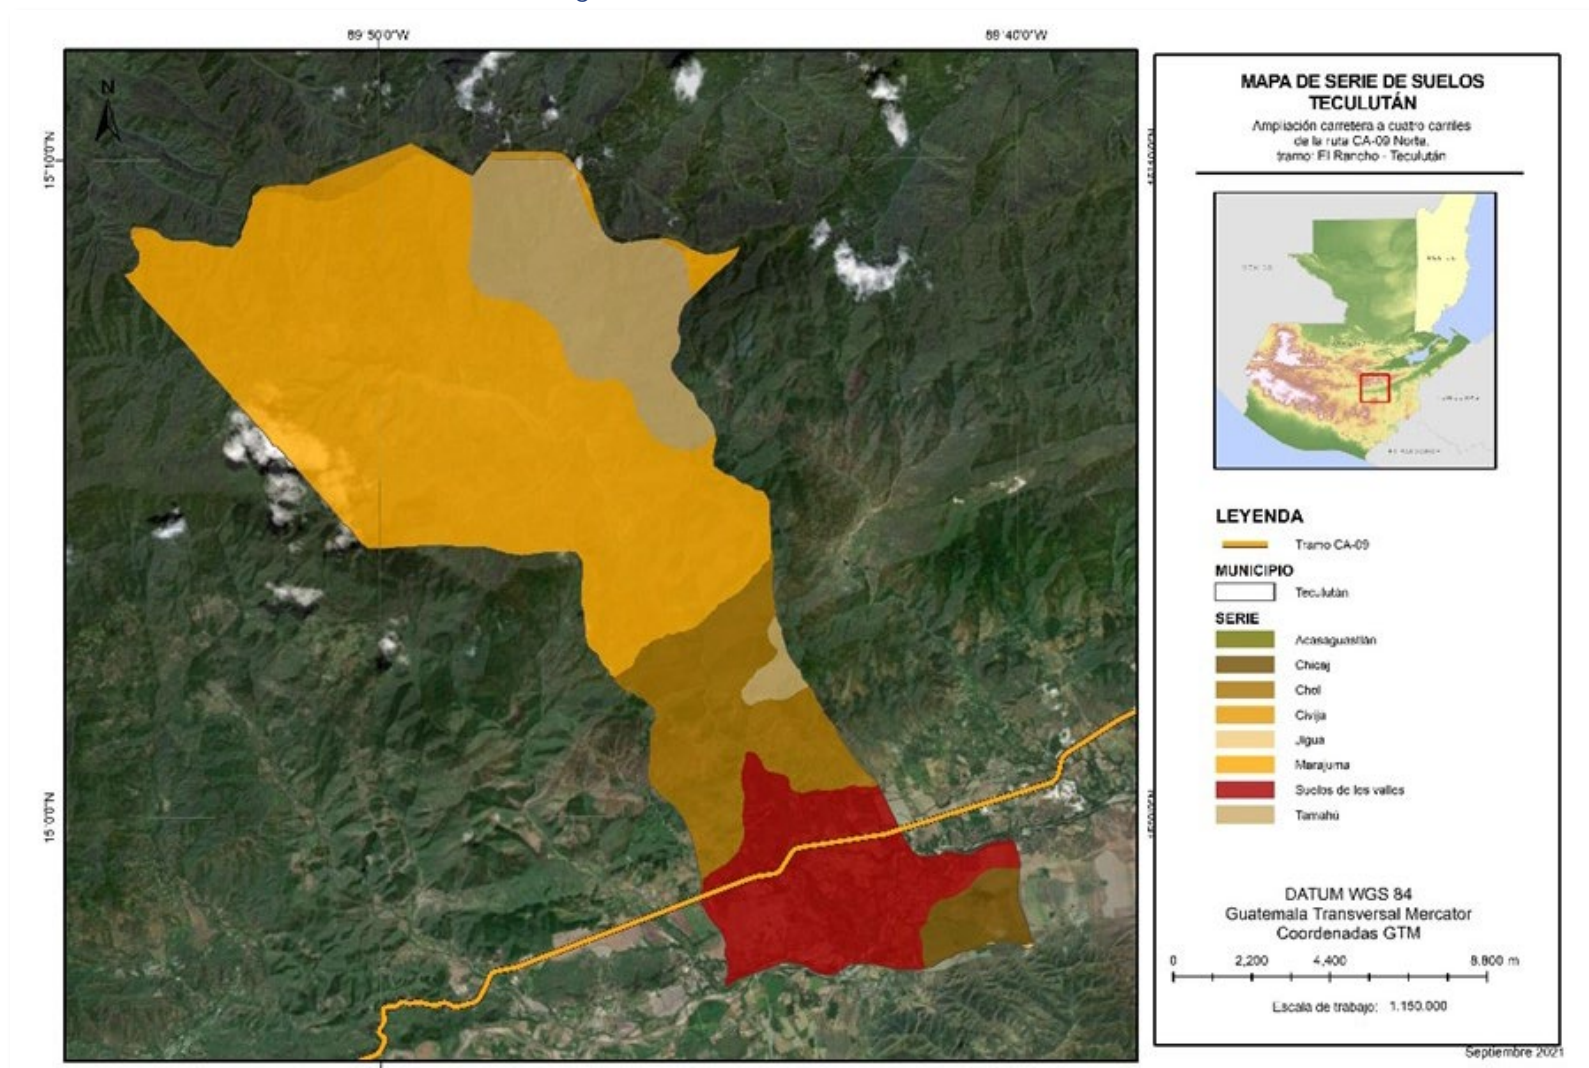 89°50'0"W
89°40'0"W
N
15°10'0"N
15°0'0"N
MAPA DE SERIE DE SUELOS
TECULUTÁN
Ampliación carretera a cuatro carriles
de la ruta CA-09 Norte,
tramo: El Rancho - Teculután
LEYENDA
Tramo CA-09
MUNICIPIO
Teculután
SERIE
Acasaguastlán
Chicaj
Chol
Civija
Jigua
Marajuma
Suelos de los valles
Tamahú
DATUM WGS 84
Guatemala Transversal Mercator
Coordenadas GTM
0 2,200 4,400 8,800 m
Escala de trabajo: 1:150.000
Septiembre 2021